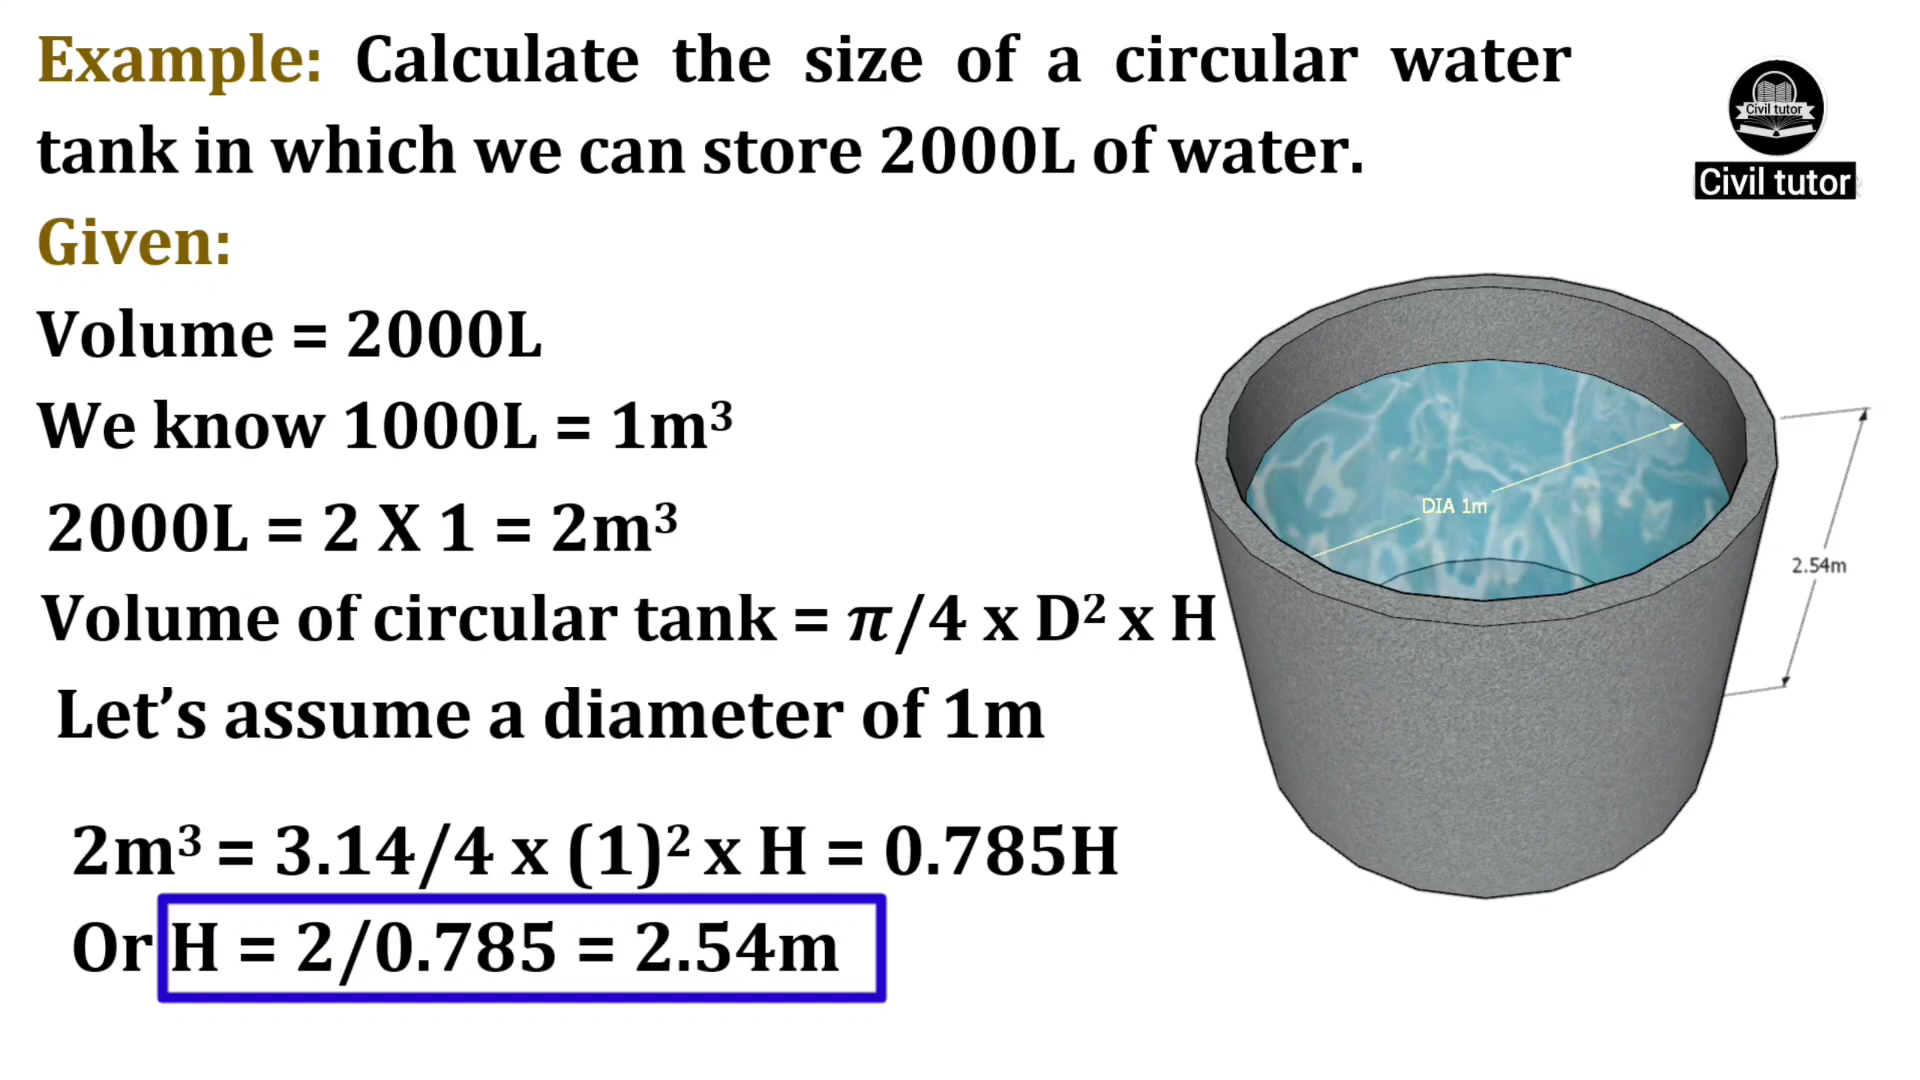 Example: Calculate the size of a circular water
tank in which we can store 2000L of water.
Civil tutor
Civil tutor
Given:
Volume = 2000L
We know 1000L = 1m³
2000L = 2 X 1 = 2m³
Volume of circular tank = π/4 x D² x H
Let’s assume a diameter of 1m
2m³ = 3.14/4 x (1)² x H = 0.785H
Or H = 2/0.785 = 2.54m
DIA 1m
2.54m